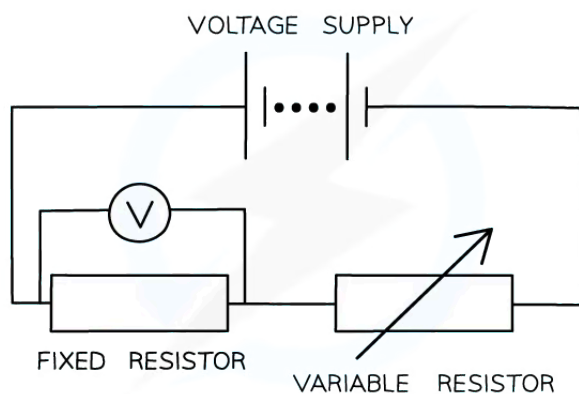 VOLTAGE SUPPLY
V
FIXED RESISTOR
VARIABLE RESISTOR